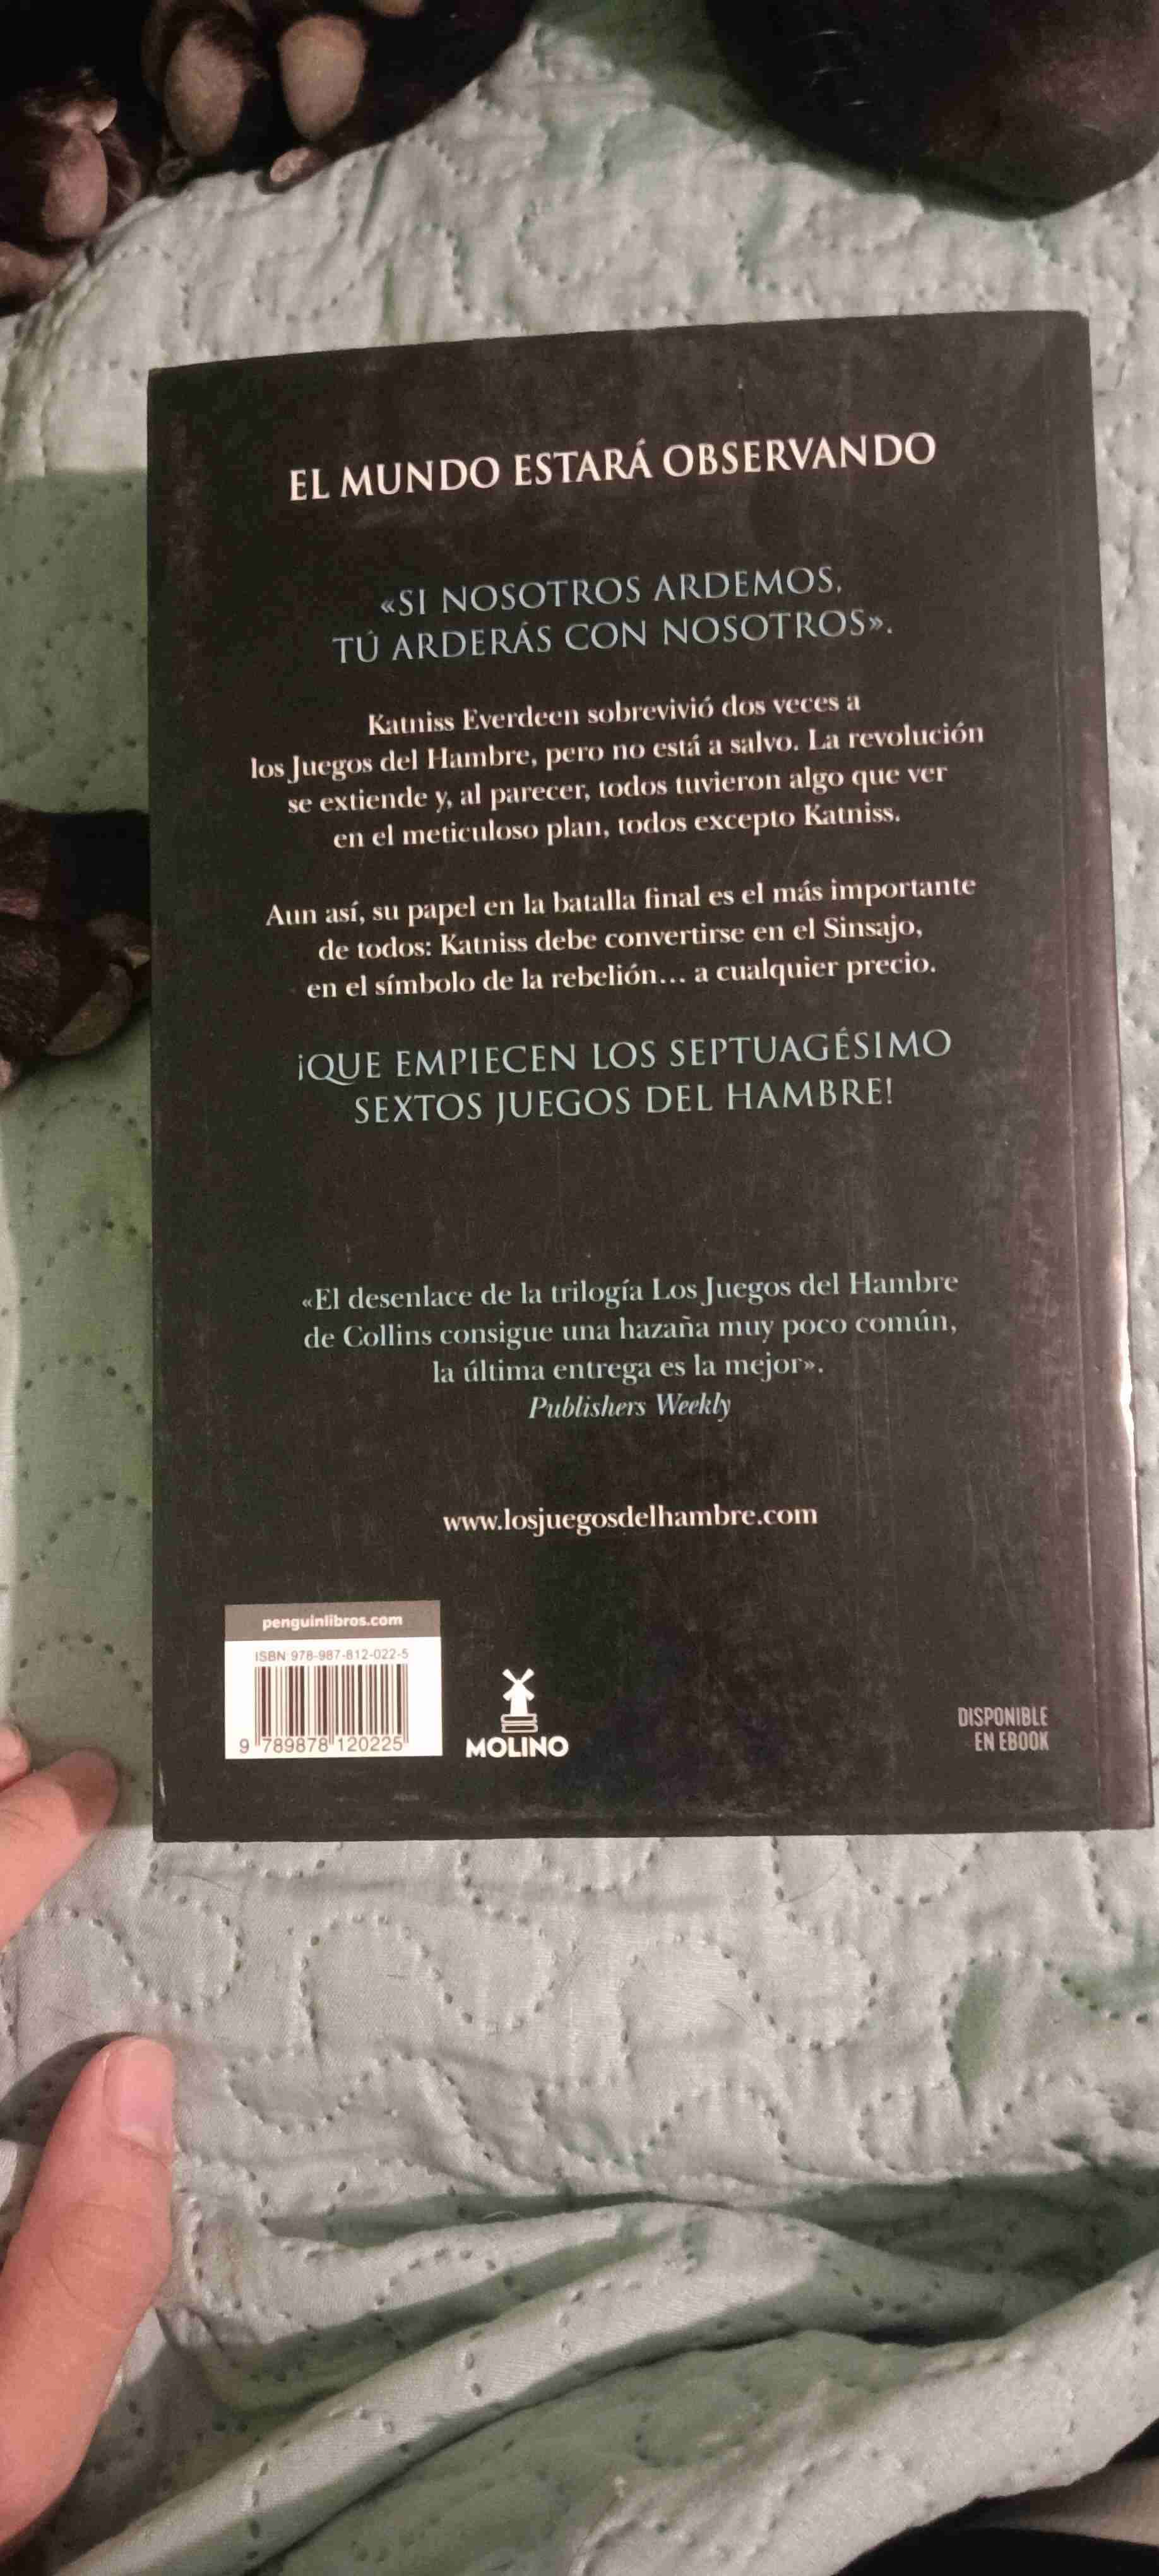 EL MUNDO ESTARÁ OBSERVANDO
«SI NOSOTROS ARDEMOS,
TÚ ARDERÁS CON NOSOTROS».
Katniss Everdeen sobrevivió dos veces a
los Juegos del Hambre, pero no está a salvo. La revolución
se extiende y, al parecer, todos tuvieron algo que ver
en el meticuloso plan, todos excepto Katniss.
Aun así, su papel en la batalla final es el más importante
de todos: Katniss debe convertirse en el Sinsajo,
en el símbolo de la rebelión... a cualquier precio.
¡QUE EMPIECEN LOS SEPTUAGÉSIMO
SEXTOS JUEGOS DEL HAMBRE!
«El desenlace de la trilogía Los Juegos del Hambre
de Collins consigue una hazaña muy poco común,
la última entrega es la mejor».
Publishers Weekly
www.losjuegosdelhambre.com
penguinlibros.com
ISBN 978-987-812-022-5
9 789878 120225
MOLINO
DISPONIBLE
EN EBOOK